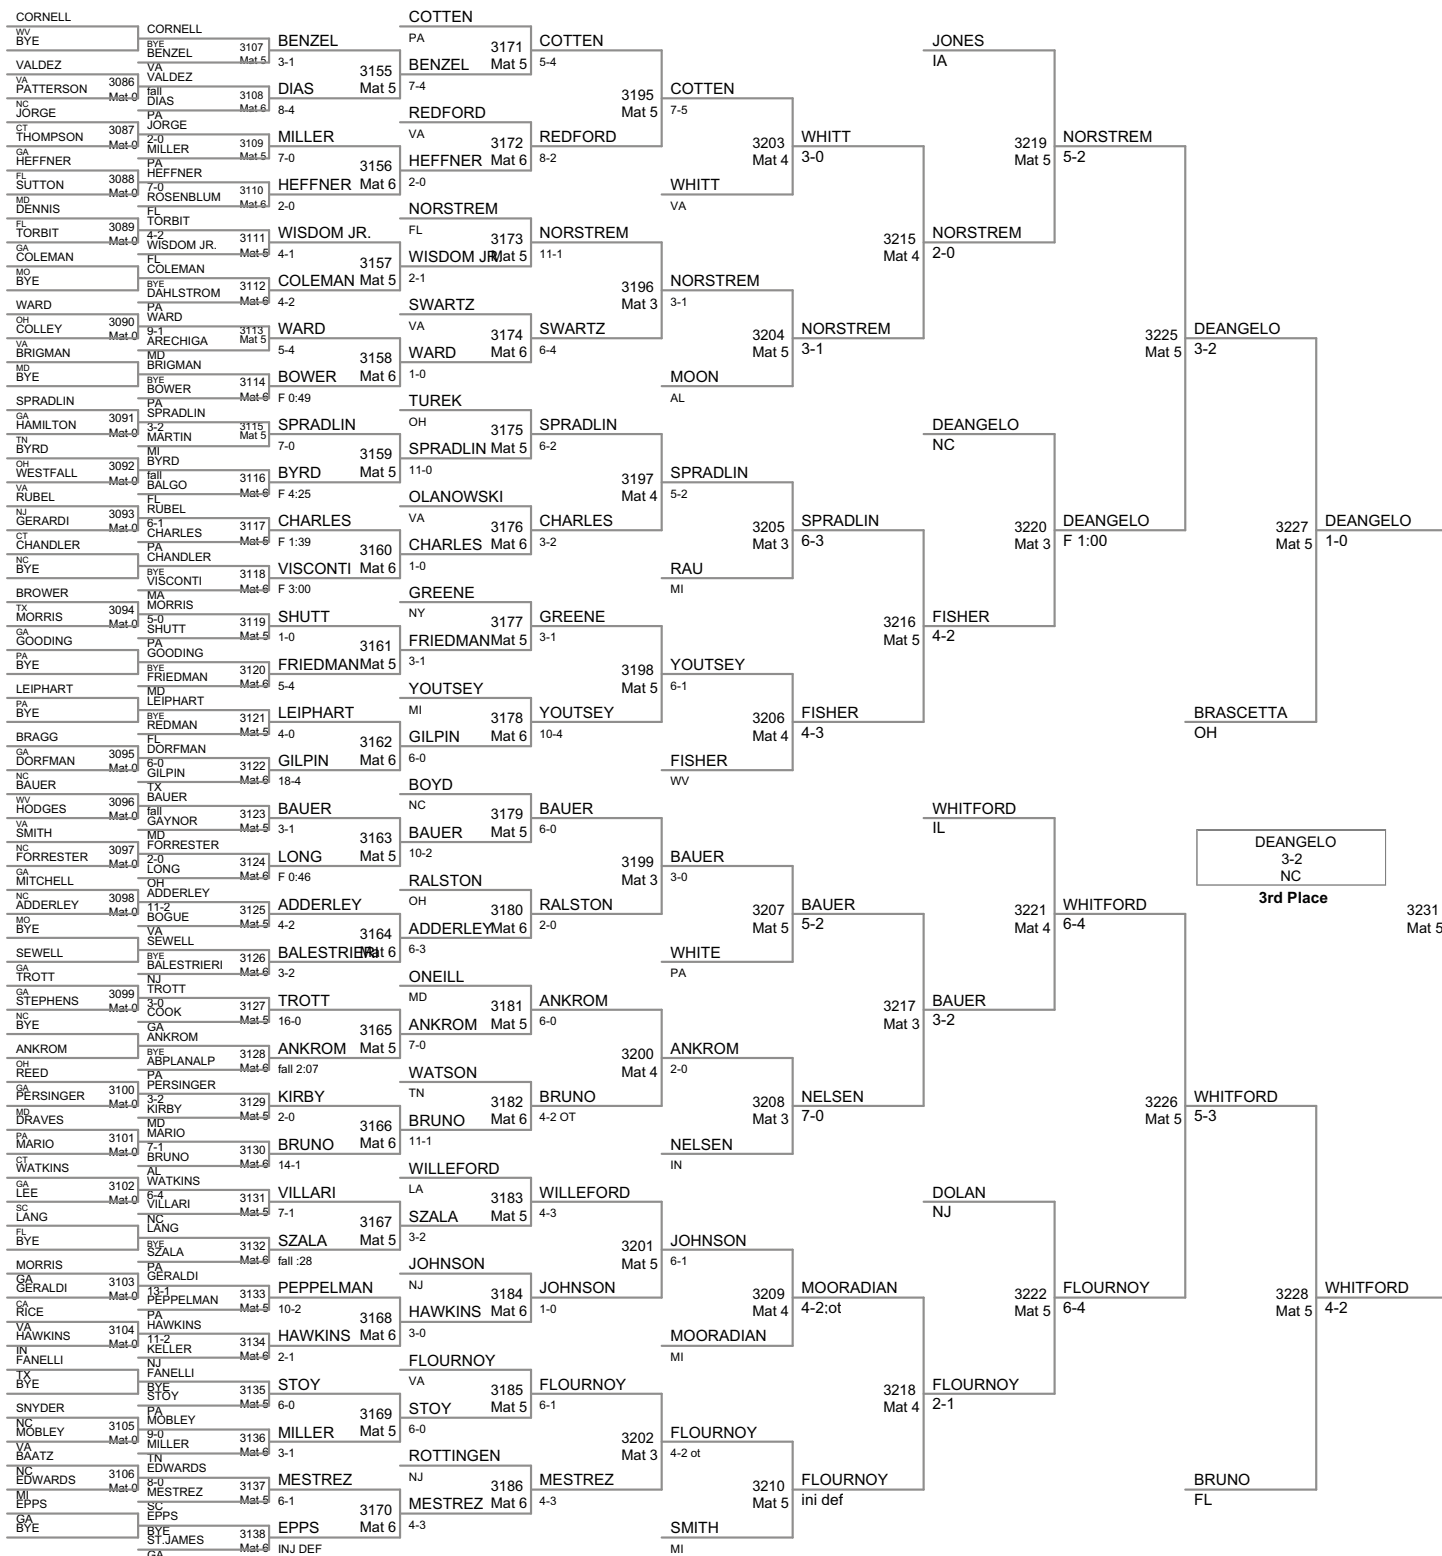 CORNELL
WV
BYE
VALDEZ
VA
PATTERSON
3086
Mat 0
NC
JORGE
CT
THOMPSON
3087
Mat 0
GA
HEFFNER
FL
SUTTON
3088
Mat 0
MD
DENNIS
FL
TORBIT
3089
Mat 0
GA
COLEMAN
MO
BYE
WARD
OH
COLLEY
3090
Mat 0
VA
BRIGMAN
MD
BYE
SPRADLIN
GA
HAMILTON
3091
Mat 0
TN
BYRD
OH
WESTFALL
3092
Mat 0
VA
RUBEL
NJ
GERARDI
3093
Mat 0
CT
CHANDLER
NC
BYE
BROWER
TX
MORRIS
3094
Mat 0
GA
GOODING
PA
BYE
LEIPHART
PA
BYE
BRAGG
GA
DORFMAN
3095
Mat 0
NC
BAUER
WV
HODGES
3096
Mat 0
VA
SMITH
NC
FORRESTER
3097
Mat 0
GA
MITCHELL
NC
ADDERLEY
3098
Mat 0
MO
BYE
SEWELL
GA
TROTT
GA
STEPHENS
3099
Mat 0
NC
BYE
ANKROM
OH
REED
GA
PERSINGER
3100
Mat 0
MD
DRAVES
PA
MARIO
3101
Mat 0
CT
WATKINS
GA
LEE
3102
Mat 0
SC
LANG
FL
BYE
MORRIS
GA
GERALDI
3103
Mat 0
CA
RICE
VA
HAWKINS
3104
Mat 0
IN
FANELLI
TX
BYE
SNYDER
NC
MOBLEY
3105
Mat 0
VA
BAATZ
NC
EDWARDS
3106
Mat 0
MI
EPPS
GA
BYE
CORNELL
BYE
BENZEL
3107
Mat 5
VA
VALDEZ
fall
DIAS
3108
Mat 6
PA
JORGE
2-0
MILLER
3109
Mat 5
PA
HEFFNER
7-0
ROSENBLUM
3110
Mat 6
FL
TORBIT
4-2
WISDOM JR.
3111
Mat 5
FL
COLEMAN
BYE
DAHLSTROM
3112
Mat 6
PA
WARD
9-1
ARECHIGA
3113
Mat 5
MD
BRIGMAN
BYE
BOWER
3114
Mat 6
PA
SPRADLIN
3-2
MARTIN
3115
Mat 5
MI
BYRD
fall
BALGO
3116
Mat 6
FL
RUBEL
6-1
CHARLES
3117
Mat 5
PA
CHANDLER
BYE
VISCONTI
3118
Mat 6
MA
MORRIS
5-0
SHUTT
3119
Mat 5
PA
GOODING
BYE
FRIEDMAN
3120
Mat 6
MD
LEIPHART
BYE
REDMAN
3121
Mat 5
FL
DORFMAN
6-0
GILPIN
3122
Mat 6
TX
BAUER
fall
GAYNOR
3123
Mat 5
MD
FORRESTER
2-0
LONG
3124
Mat 6
OH
ADDERLEY
11-2
BOGUE
3125
Mat 5
VA
SEWELL
BYE
BALESTRIERI
3126
Mat 6
NJ
TROTT
3-0
COOK
3127
Mat 5
GA
ANKROM
BYE
ABPLANALP
3128
Mat 6
PA
PERSINGER
3-2
KIRBY
3129
Mat 5
MD
MARIO
7-1
BRUNO
3130
Mat 6
AL
WATKINS
6-4
VILLARI
3131
Mat 5
NC
LANG
BYE
SZALA
3132
Mat 6
PA
GERALDI
13-1
PEPPELMAN
3133
Mat 5
PA
HAWKINS
11-2
KELLER
3134
Mat 6
NJ
FANELLI
BYE
STOY
3135
Mat 5
PA
MOBLEY
9-0
MILLER
3136
Mat 6
TN
EDWARDS
8-0
MESTREZ
3137
Mat 5
SC
EPPS
BYE
ST.JAMES
3138
Mat 6
GA
BENZEL
3-1
3155
Mat 5
DIAS
8-4
MILLER
7-0
3156
Mat 6
HEFFNER
2-0
WISDOM JR.
4-1
3157
Mat 5
COLEMAN
4-2
WARD
5-4
3158
Mat 6
BOWER
F 0:49
SPRADLIN
7-0
3159
Mat 5
BYRD
F 4:25
CHARLES
F 1:39
3160
Mat 6
VISCONTI
F 3:00
SHUTT
1-0
3161
Mat 5
FRIEDMAN
5-4
LEIPHART
4-0
3162
Mat 6
GILPIN
18-4
BAUER
3-1
3163
Mat 5
LONG
F 0:46
ADDERLEY
4-2
3164
Mat 6
BALESTRIERI
3-2
TROTT
16-0
3165
Mat 5
ANKROM
fall 2:07
KIRBY
2-0
3166
Mat 6
BRUNO
14-1
VILLARI
7-1
3167
Mat 5
SZALA
fall :28
PEPPELMAN
10-2
3168
Mat 6
HAWKINS
2-1
STOY
6-0
3169
Mat 5
MILLER
3-1
MESTREZ
6-1
3170
Mat 6
EPPS
INJ DEF
COTTEN
PA
3171
Mat 5
BENZEL
7-4
REDFORD
VA
3172
Mat 6
HEFFNER
2-0
NORSTREM
FL
3173
Mat 5
WISDOM JR.
2-1
SWARTZ
VA
3174
Mat 6
WARD
1-0
TUREK
OH
3175
Mat 5
SPRADLIN
11-0
OLANOWSKI
VA
3176
Mat 6
CHARLES
1-0
GREENE
NY
3177
Mat 5
FRIEDMAN
3-1
YOUTSEY
MI
3178
Mat 6
GILPIN
6-0
BOYD
NC
3179
Mat 5
BAUER
10-2
RALSTON
OH
3180
Mat 6
ADDERLEY
6-3
ONEILL
MD
3181
Mat 5
ANKROM
7-0
WATSON
TN
3182
Mat 6
BRUNO
11-1
WILLEFORD
LA
3183
Mat 5
SZALA
3-2
JOHNSON
NJ
3184
Mat 6
HAWKINS
3-0
FLOURNOY
VA
3185
Mat 5
STOY
6-0
ROTTINGEN
NJ
3186
Mat 6
MESTREZ
4-3
COTTEN
5-4
3195
Mat 5
REDFORD
8-2
NORSTREM
11-1
3196
Mat 3
SWARTZ
6-4
SPRADLIN
6-2
3197
Mat 4
CHARLES
3-2
GREENE
3-1
3198
Mat 5
YOUTSEY
10-4
BAUER
6-0
3199
Mat 3
RALSTON
2-0
ANKROM
6-0
3200
Mat 4
BRUNO
4-2 OT
WILLEFORD
4-3
3201
Mat 5
JOHNSON
1-0
FLOURNOY
6-1
3202
Mat 3
MESTREZ
4-3
COTTEN
7-5
3203
Mat 4
WHITT
VA
NORSTREM
3-1
3204
Mat 5
MOON
AL
SPRADLIN
5-2
3205
Mat 3
RAU
MI
YOUTSEY
6-1
3206
Mat 4
FISHER
WV
BAUER
3-0
3207
Mat 5
WHITE
PA
ANKROM
2-0
3208
Mat 3
NELSEN
IN
JOHNSON
6-1
3209
Mat 4
MOORADIAN
MI
FLOURNOY
4-2 ot
3210
Mat 5
SMITH
MI
WHITT
3-0
3215
Mat 4
NORSTREM
3-1
SPRADLIN
6-3
3216
Mat 5
FISHER
4-3
BAUER
5-2
3217
Mat 3
NELSEN
7-0
MOORADIAN
4-2;ot
3218
Mat 4
FLOURNOY
ini def
JONES
IA
3219
Mat 5
NORSTREM
2-0
DEANGELO
NC
3220
Mat 3
FISHER
4-2
WHITFORD
IL
3221
Mat 4
BAUER
3-2
DOLAN
NJ
3222
Mat 5
FLOURNOY
2-1
NORSTREM
5-2
3225
Mat 5
DEANGELO
F 1:00
WHITFORD
6-4
3226
Mat 5
FLOURNOY
6-4
DEANGELO
3-2
3227
Mat 5
BRASCETTA
OH
DEANGELO
3-2
NC
3rd Place
WHITFORD
5-3
3228
Mat 5
BRUNO
FL
DEANGELO
1-0
3231
Mat 5
WHITFORD
4-2